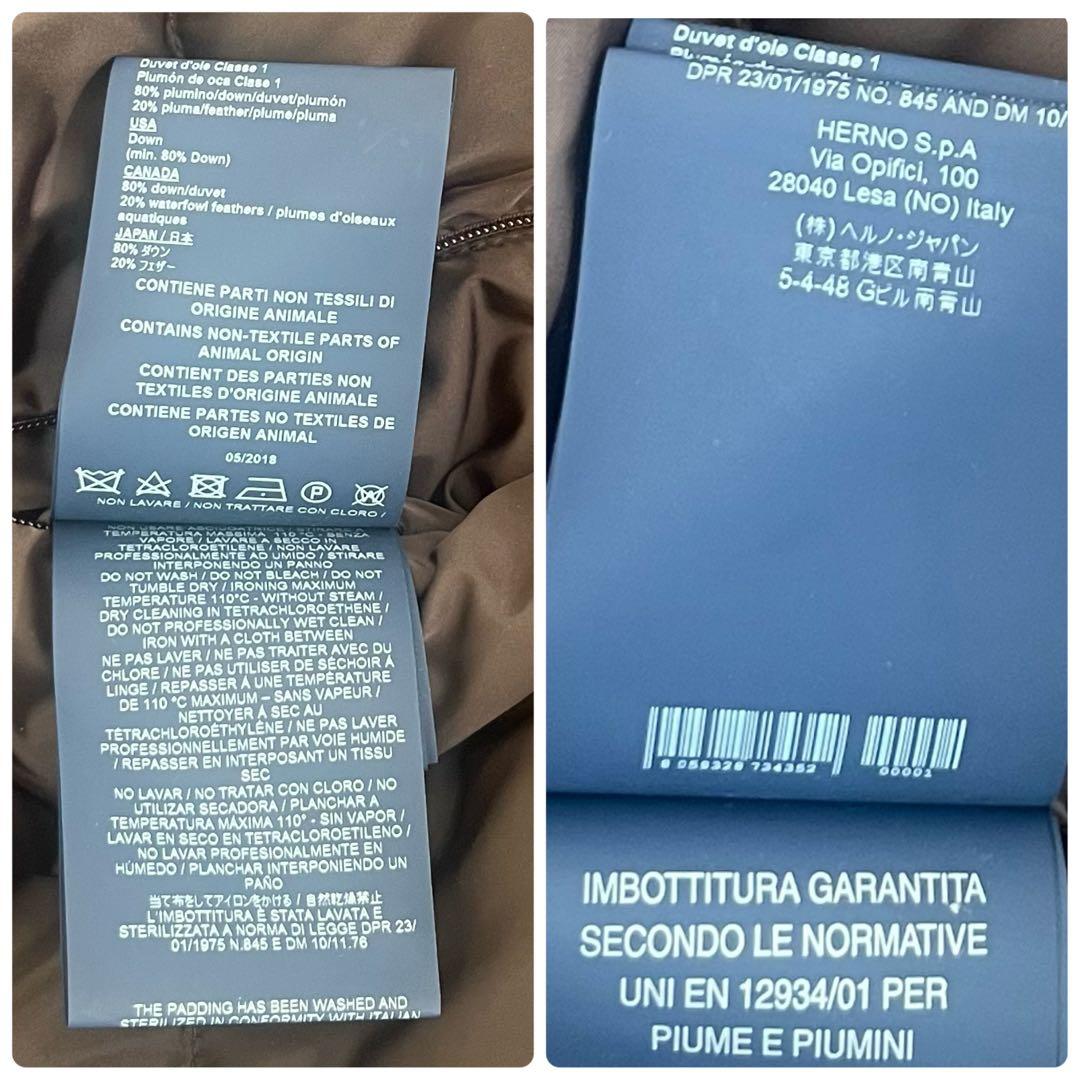 Duvet d'oie Classe 1
Plumón de oca Clase 1
80% plumino/down/duvet/plumón
20% piuma/feather/plume/pluma
USA
Down
(min. 80% Down)
CANADA
80% down/duvet
20% waterfowl feathers / plumes d'oiseaux
aquatiques
JAPAN / 日本
80% ダウン
20% フェザー
CONTIENE PARTI NON TESSILI DI
ORIGINE ANIMALE
CONTAINS NON-TEXTILE PARTS OF
ANIMAL ORIGIN
CONTIENT DES PARTIES NON
TEXTILES D'ORIGINE ANIMALE
CONTIENE PARTES NO TEXTILES DE
ORIGEN ANIMAL
05/2018
P
W
NON LAVARE / NON TRATTARE CON CLORO /
NON USARE ASCIUGATRICE / STIRARE A
TEMPERATURA MASSIMA 110 °C - SENZA
VAPORE / LAVARE A SECCO IN
TETRACLOROETILENE / NON LAVARE
PROFESSIONALMENTE AD UMIDO / STIRARE
INTERPONENDO UN PANNO
DO NOT WASH / DO NOT BLEACH / DO NOT
TUMBLE DRY / IRONING MAXIMUM
TEMPERATURE 110°C - WITHOUT STEAM /
DRY CLEANING IN TETRACHLOROETHENE /
DO NOT PROFESSIONALLY WET CLEAN /
IRON WITH A CLOTH BETWEEN
NE PAS LAVER / NE PAS TRAITER AVEC DU
CHLORE / NE PAS UTILISER DE SÉCHOIR À
LINGE / REPASSER À UNE TEMPÉRATURE
DE 110 °C MAXIMUM – SANS VAPEUR /
NETTOYER À SEC AU
TÉTRACHLOROÉTHYLÈNE / NE PAS LAVER
PROFESSIONNELLEMENT PAR VOIE HUMIDE
/ REPASSER EN INTERPOSANT UN TISSU
SEC
NO LAVAR / NO TRATAR CON CLORO / NO
UTILIZAR SECADORA / PLANCHAR A
TEMPERATURA MÁXIMA 110° - SIN VAPOR /
LAVAR EN SECO EN TETRACLOROETILENO /
NO LAVAR PROFESIONALMENTE EN
HÚMEDO / PLANCHAR INTERPONIENDO UN
PAÑO
当て布をしてアイロンをかける / 自然乾燥禁止
L'IMBOTTITURA È STATA LAVATA E
STERILIZZATA A NORMA DI LEGGE DPR 23/
01/1975 N.845 E DM 10/11.76
THE PADDING HAS BEEN WASHED AND
STERILIZED IN CONFORMITY WITH ITALIAN
Duvet d'oie Classe 1
DPR 23/01/1975 NO. 845 AND DM 10/
HERNO S.p.A
Via Opifici, 100
28040 Lesa (NO) Italy
(株)ヘルノ・ジャパン
東京都港区南青山
5-4-48 Gビル南青山
8 059328 734352
00001
IMBOTTITURA GARANTITA
SECONDO LE NORMATIVE
UNI EN 12934/01 PER
PIUME E PIUMINI